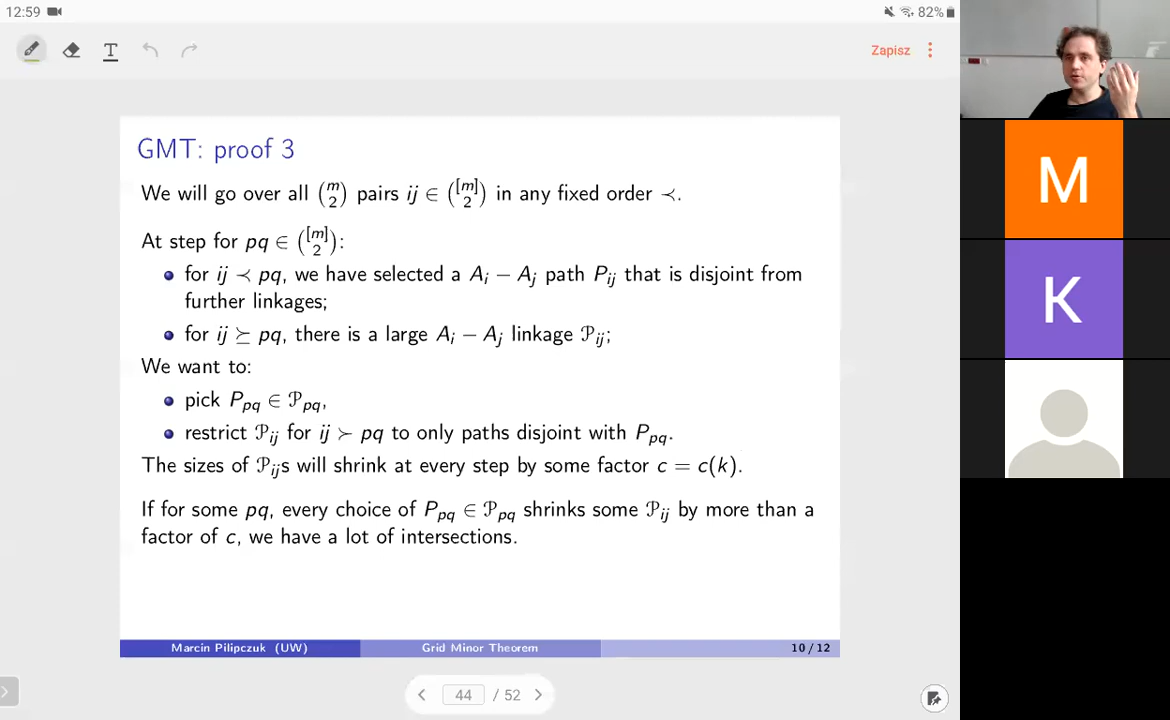 12:59
82%
T
Zapisz
GMT: proof 3
We will go over all (m 2) pairs ij ∈ ([m] 2) in any fixed order ≺.
At step for pq ∈ ([m] 2):
for ij ≺ pq, we have selected a A_i − A_j path P_ij that is disjoint from
further linkages;
for ij ⪰ pq, there is a large A_i − A_j linkage 𝒫_ij;
We want to:
pick P_pq ∈ 𝒫_pq,
restrict 𝒫_ij for ij ≻ pq to only paths disjoint with P_pq.
The sizes of 𝒫_ijs will shrink at every step by some factor c = c(k).
If for some pq, every choice of P_pq ∈ 𝒫_pq shrinks some 𝒫_ij by more than a
factor of c, we have a lot of intersections.
Marcin Pilipczuk (UW)
Grid Minor Theorem
10 / 12
44 / 52
M
K